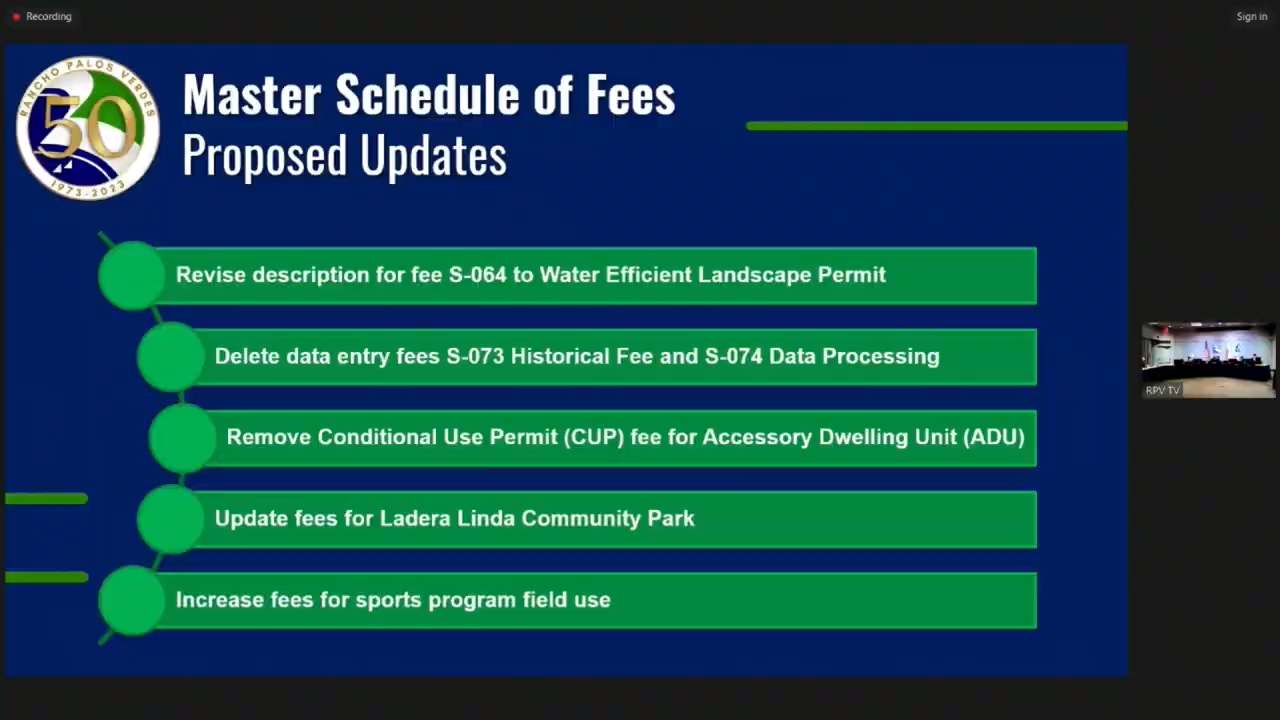 Recording
Sign in
RANCHO PALOS VERDES
50
1973-2023
Master Schedule of Fees
Proposed Updates
Revise description for fee S-064 to Water Efficient Landscape Permit
Delete data entry fees S-073 Historical Fee and S-074 Data Processing
Remove Conditional Use Permit (CUP) fee for Accessory Dwelling Unit (ADU)
Update fees for Ladera Linda Community Park
Increase fees for sports program field use
RPV TV